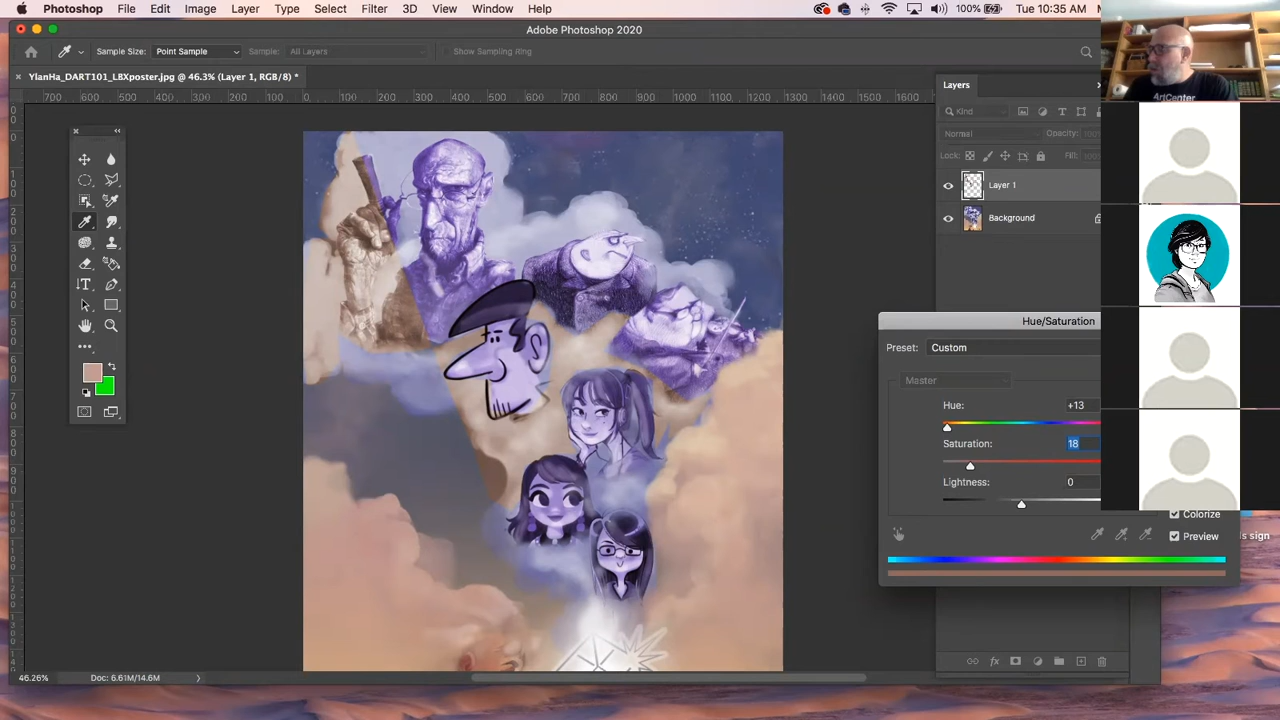 Photoshop File Edit Image Layer Type Select Filter 3D View Window Help 100% Tue 10:35 AM
Adobe Photoshop 2020
Sample Size: Point Sample Sample: All Layers Show Sampling Ring
YlanHa_DART101_LBXposter.jpg @ 46.3% (Layer 1, RGB/8) *
700 600 500 400 300 200 100 0 100 200 300 400 500 600 700 800 900 1000 1100 1200 1300 1400 1500 1600
Layers
Kind
Normal Opacity: 100%
Lock: Fill:
Layer 1
Background
ArtCenter
Hue/Saturation
Preset: Custom
Master
Hue: +13
Saturation: 18
Lightness: 0
Colorize
Preview
ls sign
46.26% Doc: 6.61M/14.6M